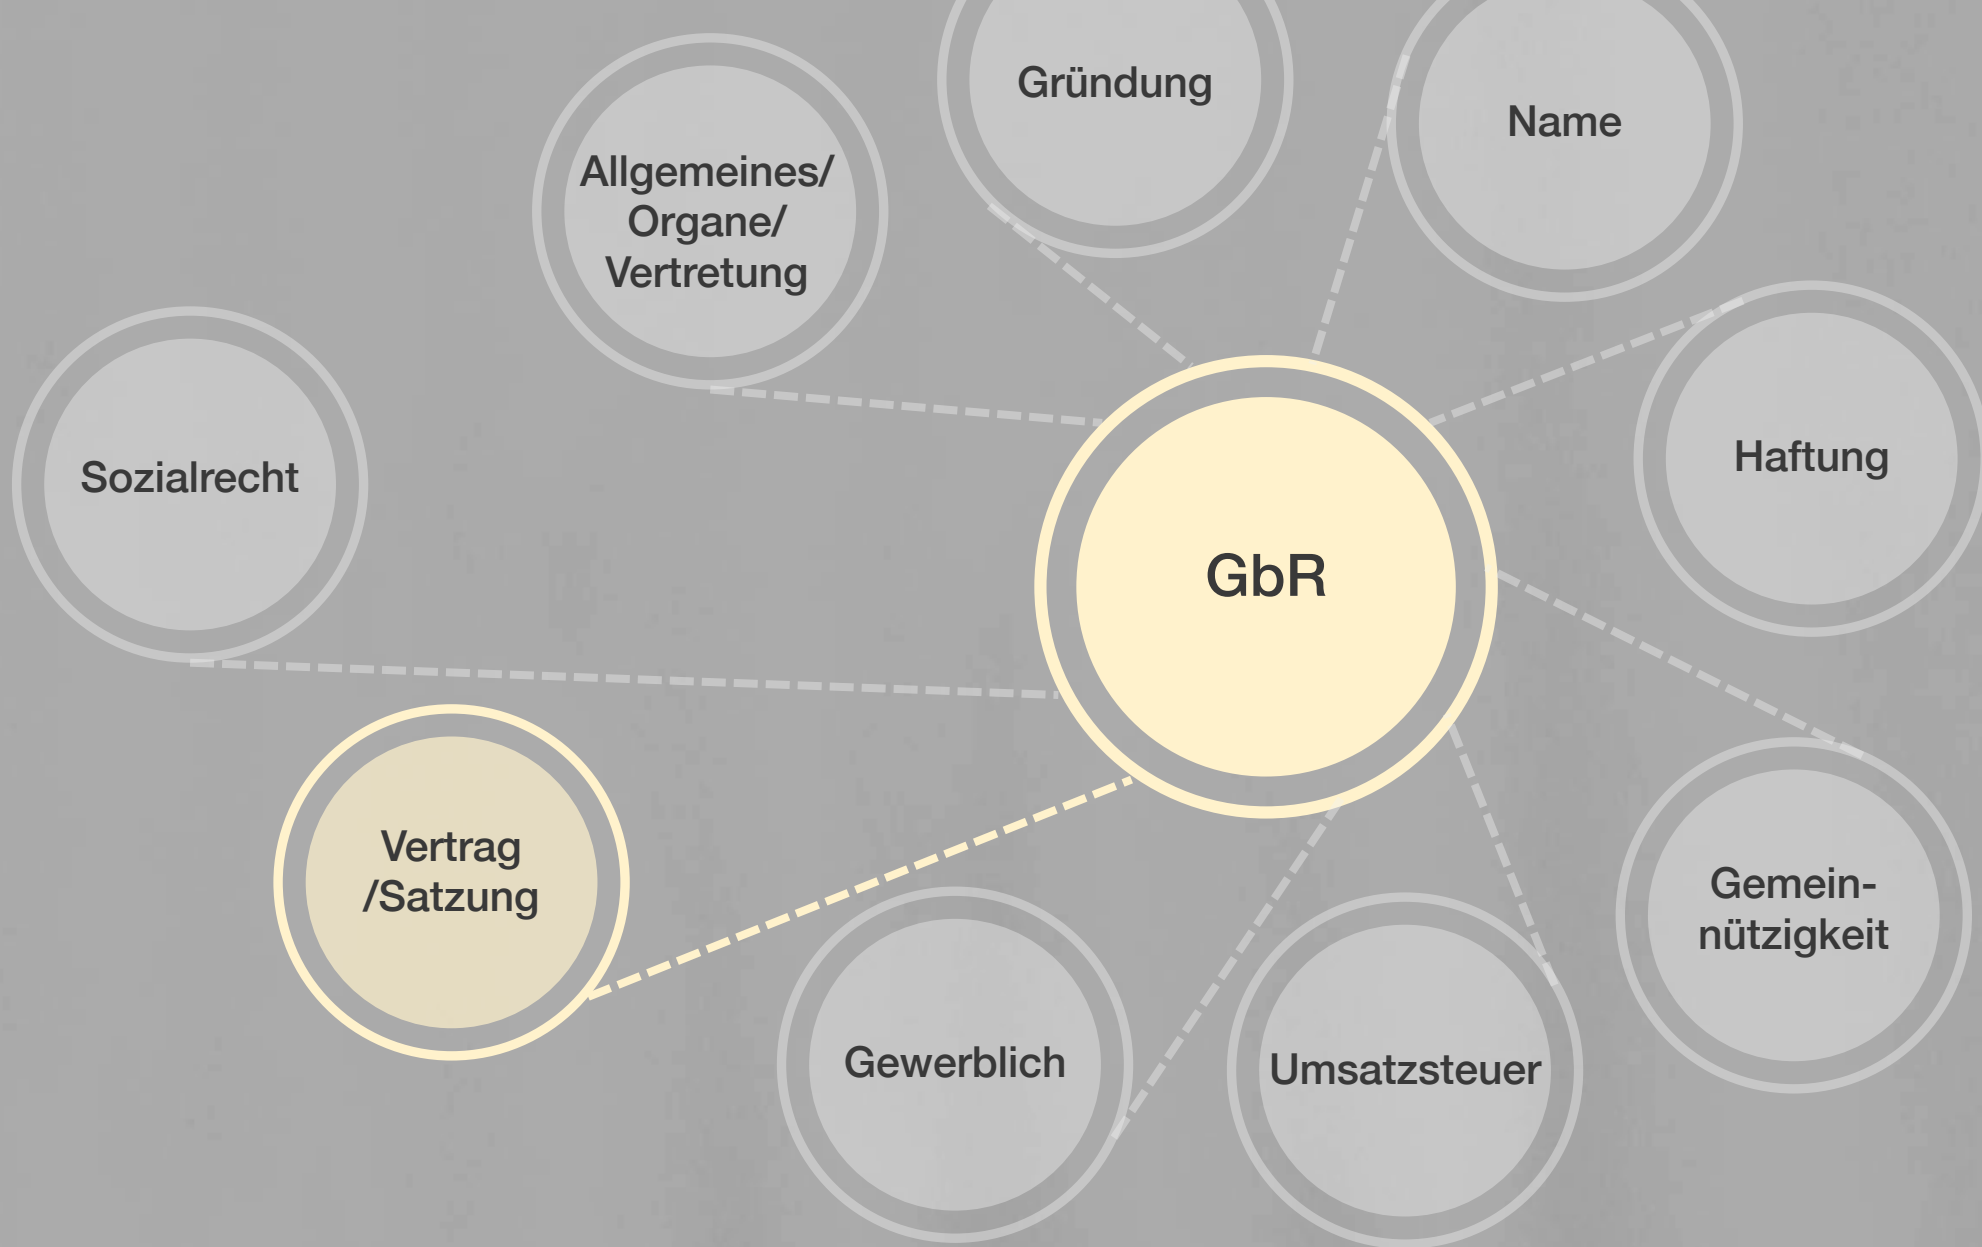 Gründung
Name
Allgemeines/
Organe/
Vertretung
Haftung
Sozialrecht
GbR
Vertrag
/Satzung
Gemein-
nützigkeit
Gewerblich
Umsatzsteuer